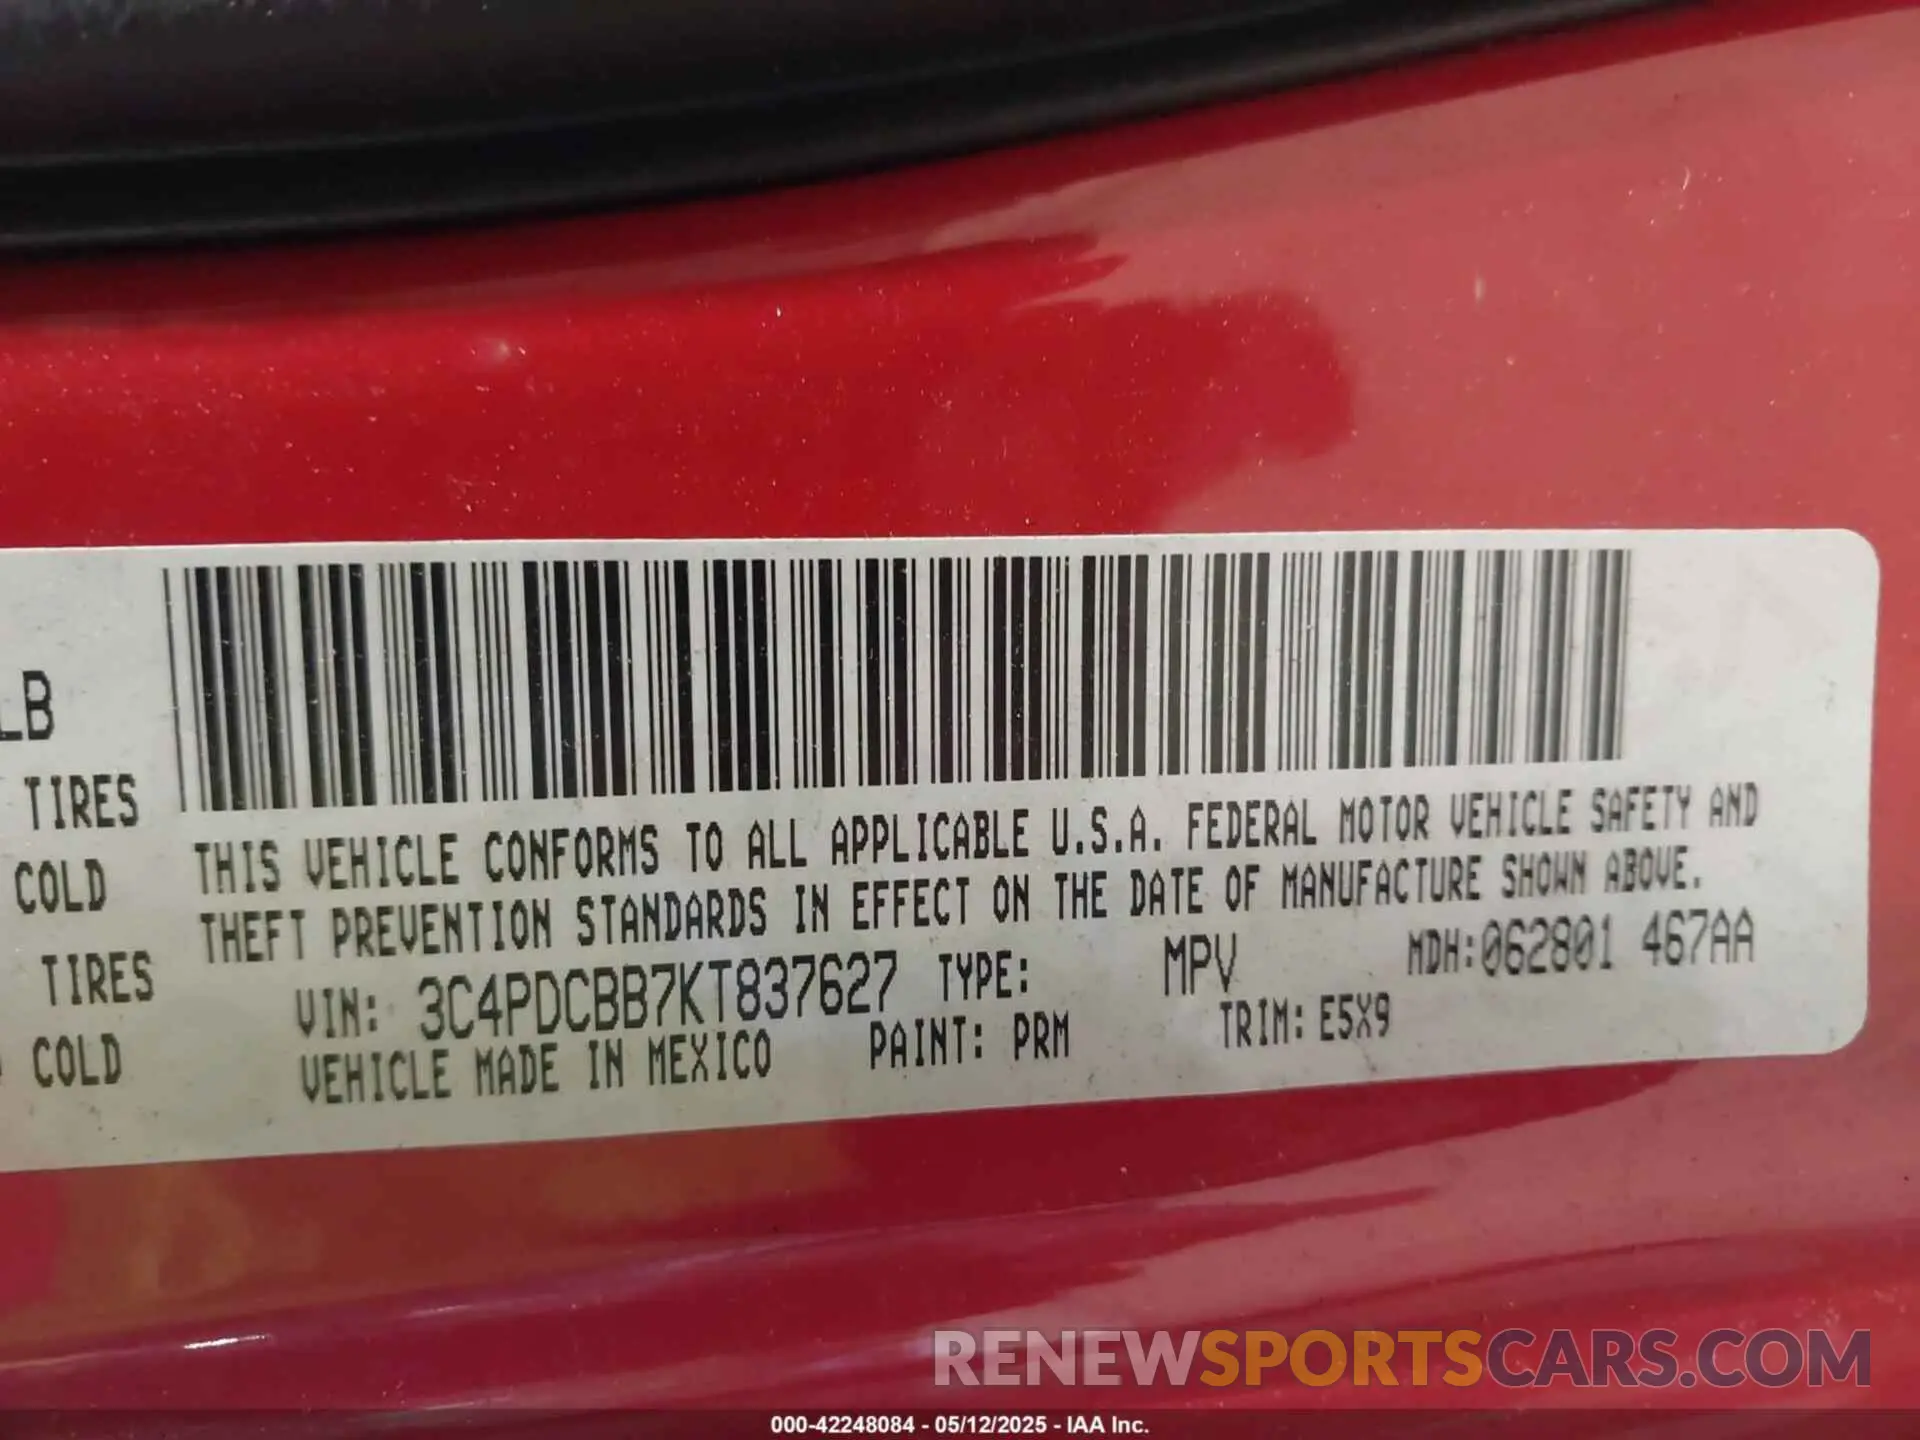 LB
TIRES
COLD
TIRES
COLD
THIS VEHICLE CONFORMS TO ALL APPLICABLE U.S.A. FEDERAL MOTOR VEHICLE SAFETY AND
THEFT PREVENTION STANDARDS IN EFFECT ON THE DATE OF MANUFACTURE SHOWN ABOVE.
VIN: 3C4PDCBB7KT837627 TYPE: MPV MDH:062801 467AA
VEHICLE MADE IN MEXICO PAINT: PRM TRIM: E5X9
RENEWSPORTSCARS.COM
000-42248084 - 05/12/2025 - IAA Inc.